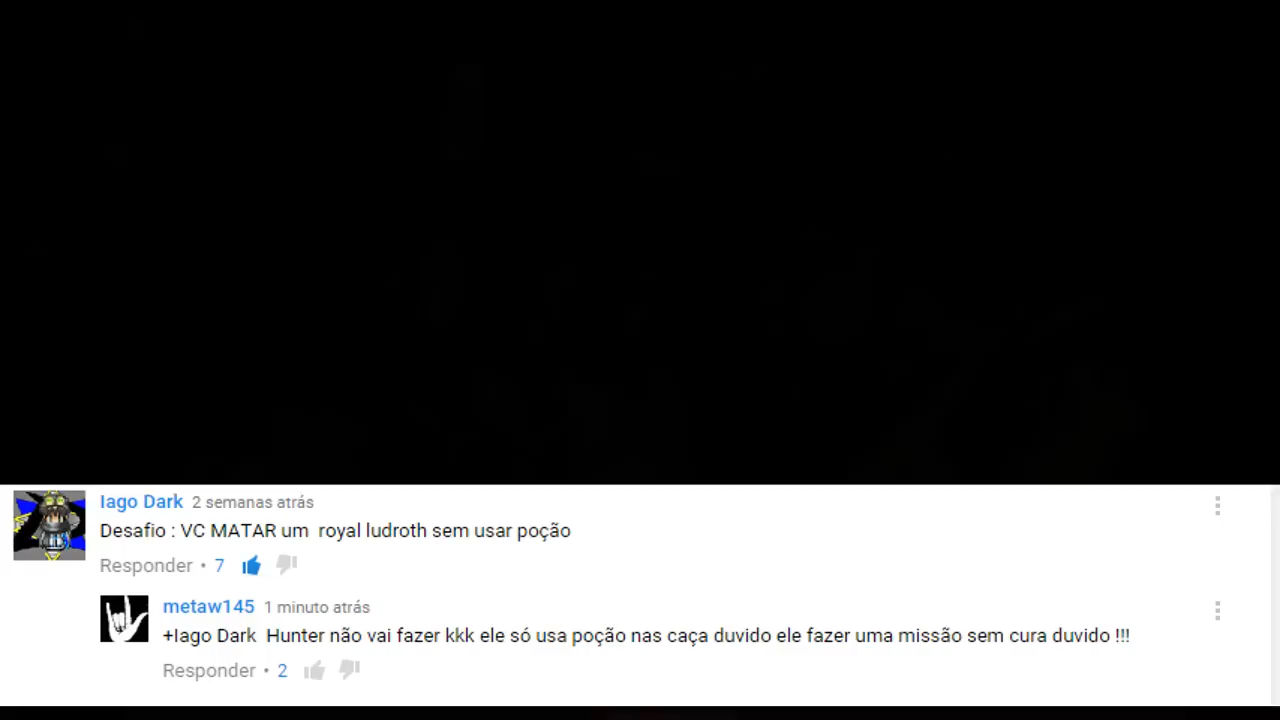 Iago Dark 2 semanas atrás
Desafio : VC MATAR um royal ludroth sem usar poção
Responder • 7
metaw145 1 minuto atrás
+Iago Dark Hunter não vai fazer kkk ele só usa poção nas caça duvido ele fazer uma missão sem cura duvido !!!
Responder • 2